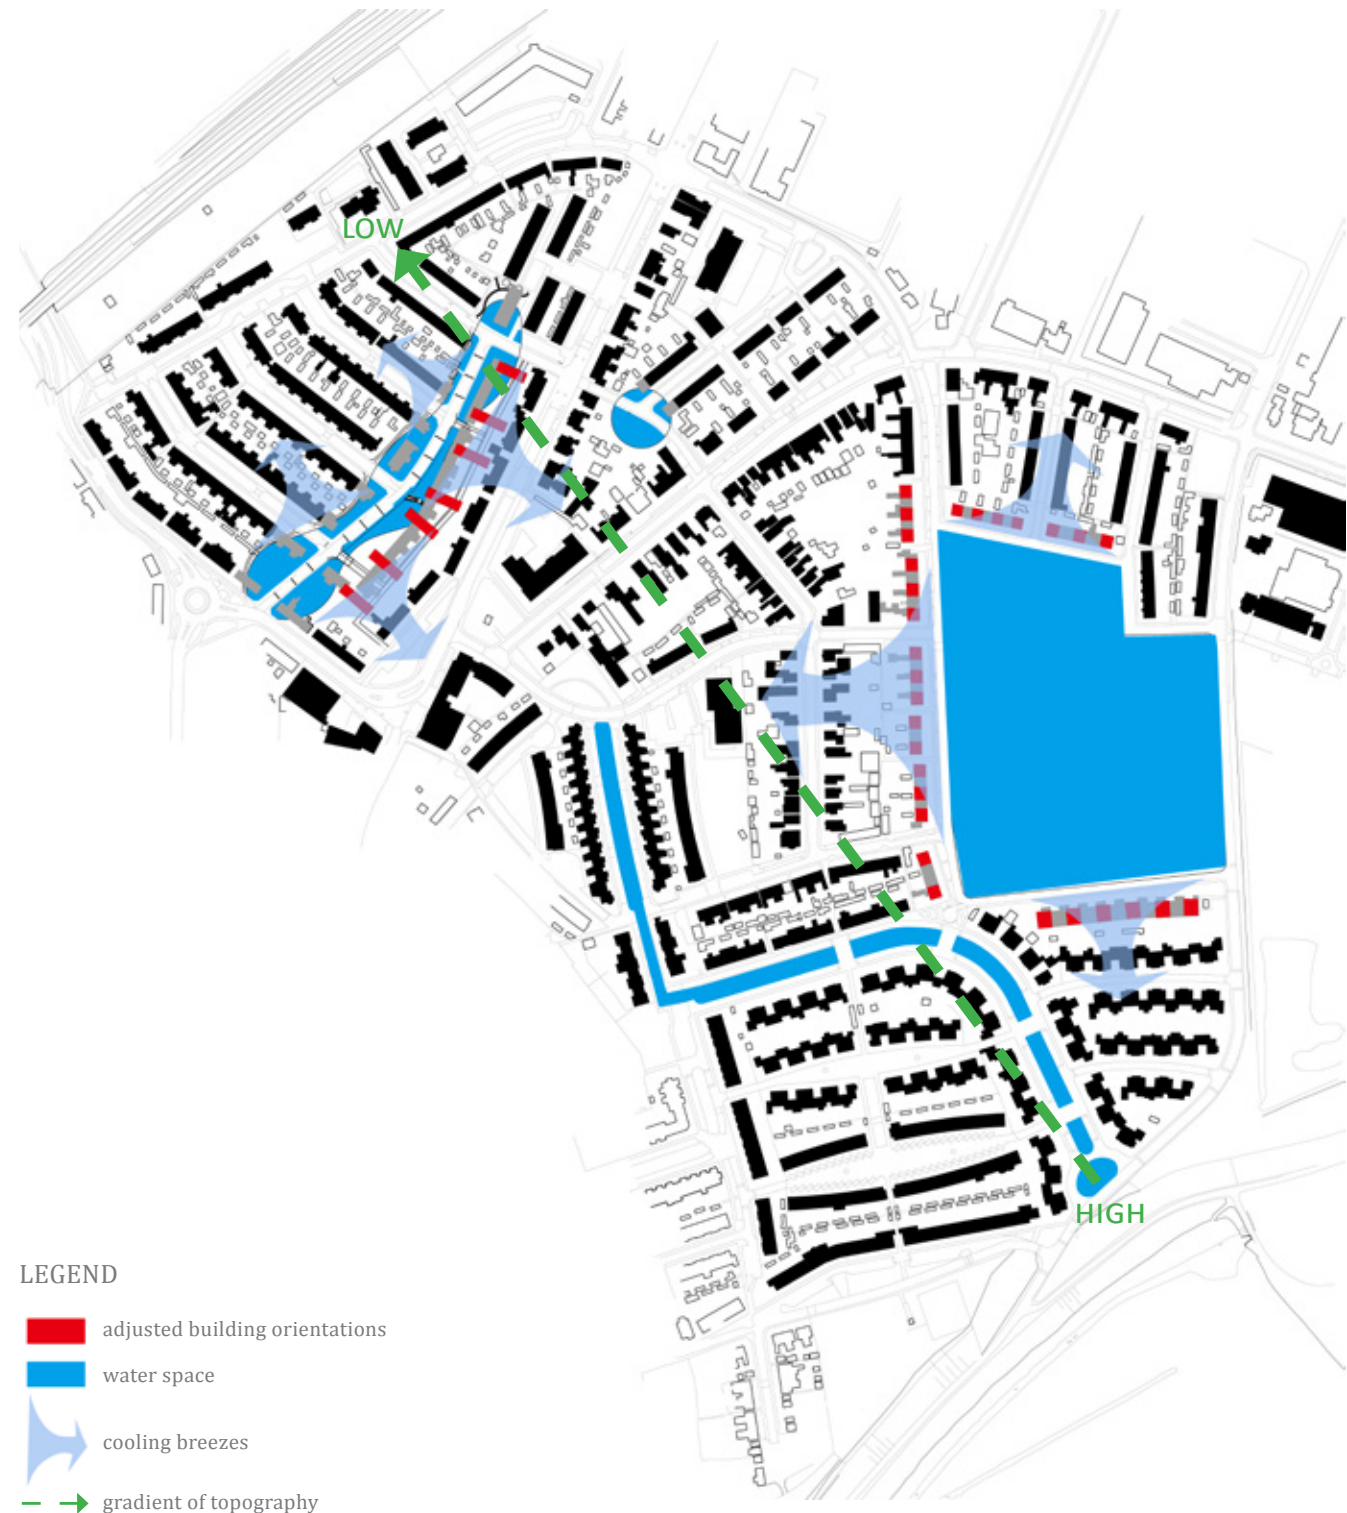 LOW
HIGH
LEGEND
adjusted building orientations
water space
cooling breezes
gradient of topography